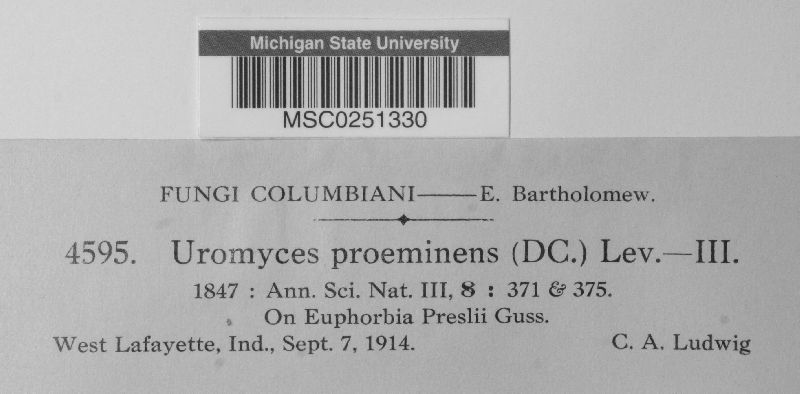 Michigan State University
MSC0251330
FUNGI COLUMBIANI——E. Bartholomew.
4595. Uromyces proeminens (DC.) Lev.—III.
1847 : Ann. Sci. Nat. III, 8 : 371 & 375.
On Euphorbia Preslii Guss.
West Lafayette, Ind., Sept. 7, 1914. C. A. Ludwig